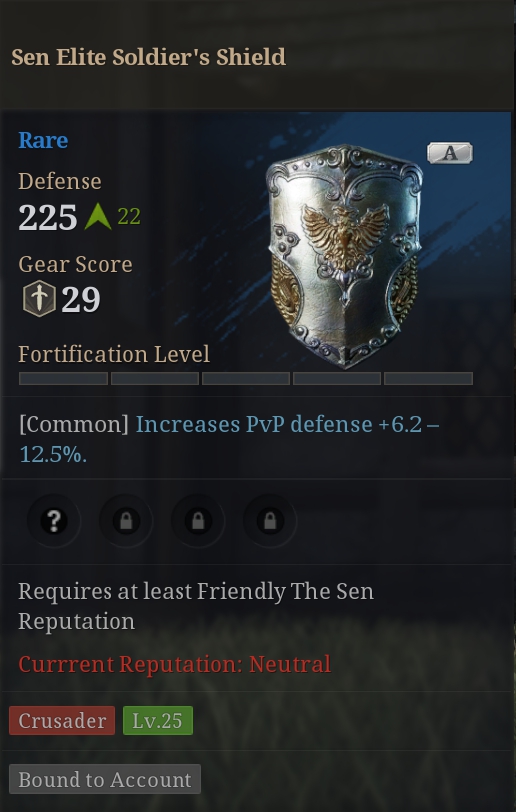 Sen Elite Soldier's Shield
Rare
A
Defense
225 22
Gear Score
29
Fortification Level
[Common] Increases PvP defense +6.2 –
12.5%.
?
Requires at least Friendly The Sen
Reputation
Currrent Reputation: Neutral
Crusader Lv.25
Bound to Account